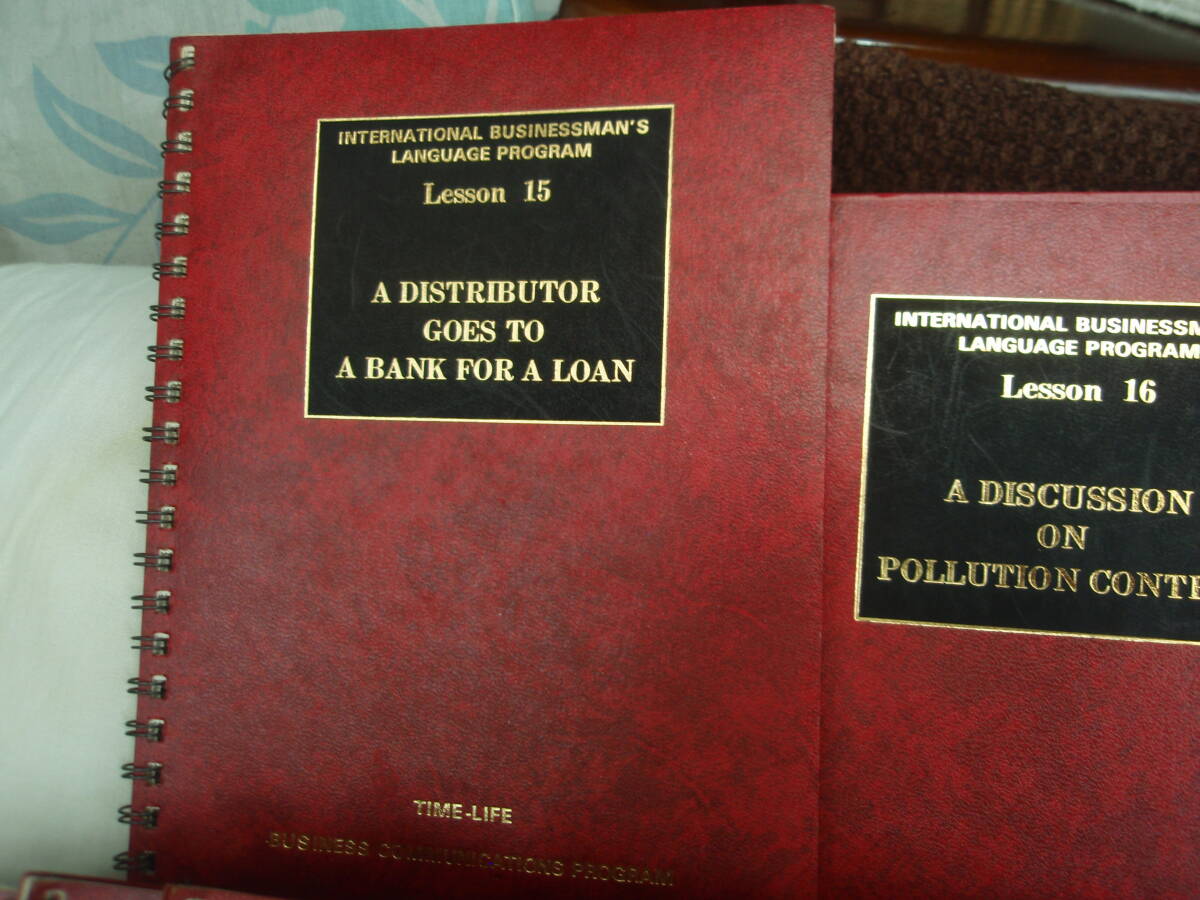 INTERNATIONAL BUSINESSMAN'S
LANGUAGE PROGRAM
Lesson 15
A DISTRIBUTOR
GOES TO
A BANK FOR A LOAN
TIME-LIFE
BUSINESS COMMUNICATIONS PROGRAM
INTERNATIONAL BUSINESSM
LANGUAGE PROGRAM
Lesson 16
A DISCUSSION
ON
POLLUTION CONTR